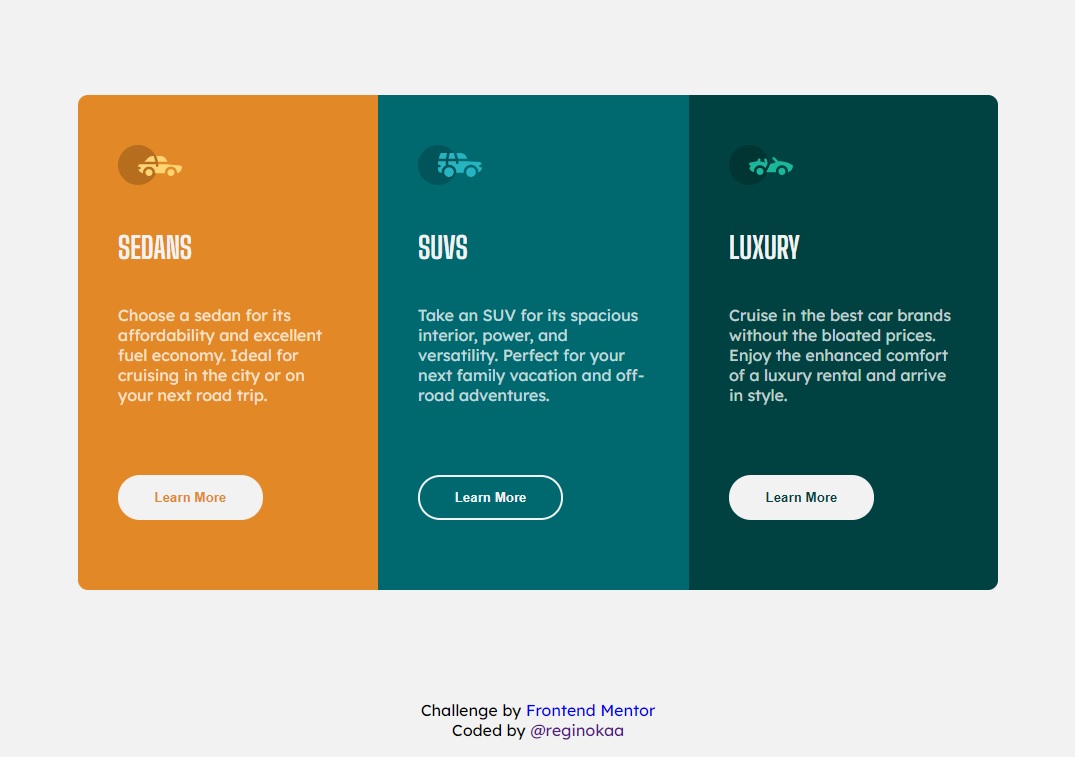 SEDANS
Choose a sedan for its
affordability and excellent
fuel economy. Ideal for
cruising in the city or on
your next road trip.
Learn More
SUVS
Take an SUV for its spacious
interior, power, and
versatility. Perfect for your
next family vacation and off-
road adventures.
Learn More
LUXURY
Cruise in the best car brands
without the bloated prices.
Enjoy the enhanced comfort
of a luxury rental and arrive
in style.
Learn More
Challenge by Frontend Mentor
Coded by @reginokaa